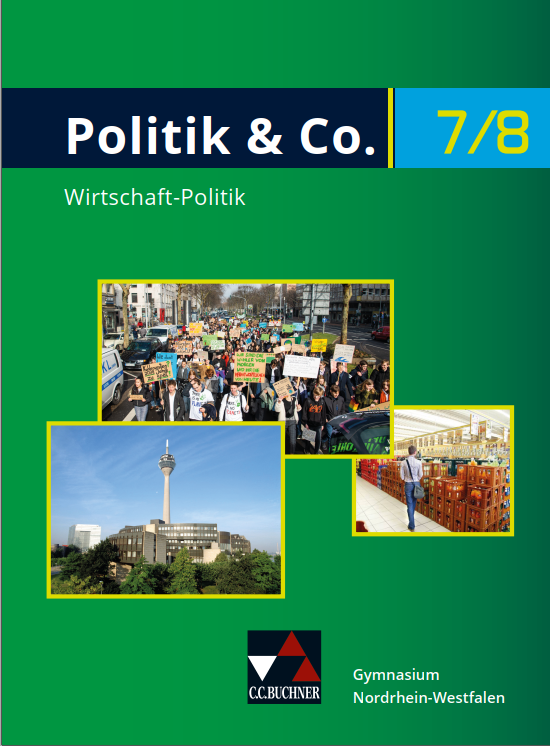 Politik & Co. 7/8
Wirtschaft-Politik
C.C.BUCHNER
Gymnasium
Nordrhein-Westfalen